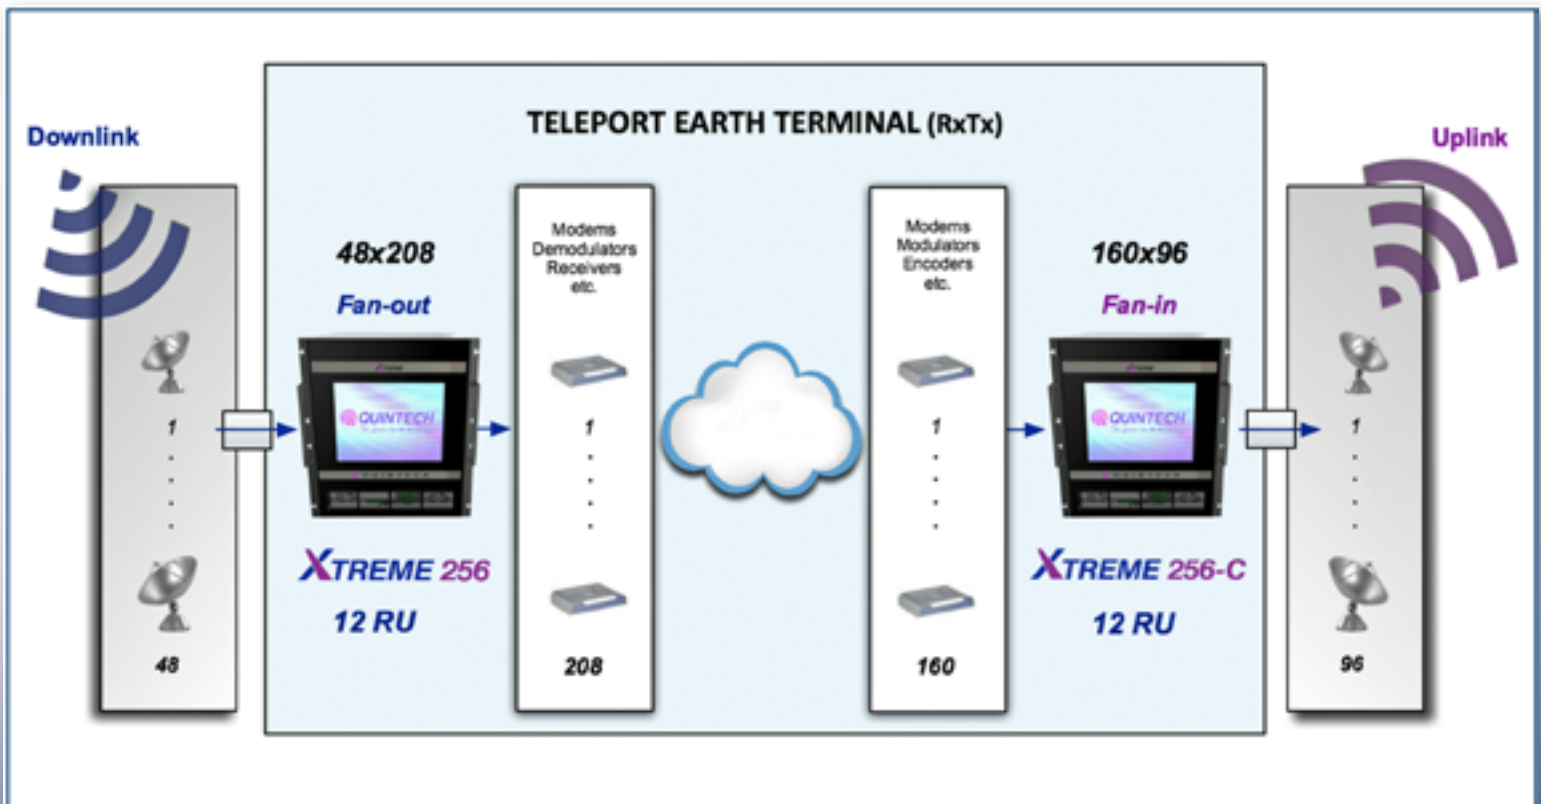 TELEPORT EARTH TERMINAL (RxTx)
Downlink
Uplink
48x208
Fan-out
Modems
Demodulators
Receivers
etc.
Modems
Modulators
Encoders
etc.
160x96
Fan-in
QUINTECH
QUINTECH
1
1
1
1
XTREME 256
12 RU
XTREME 256-C
12 RU
48
208
160
96